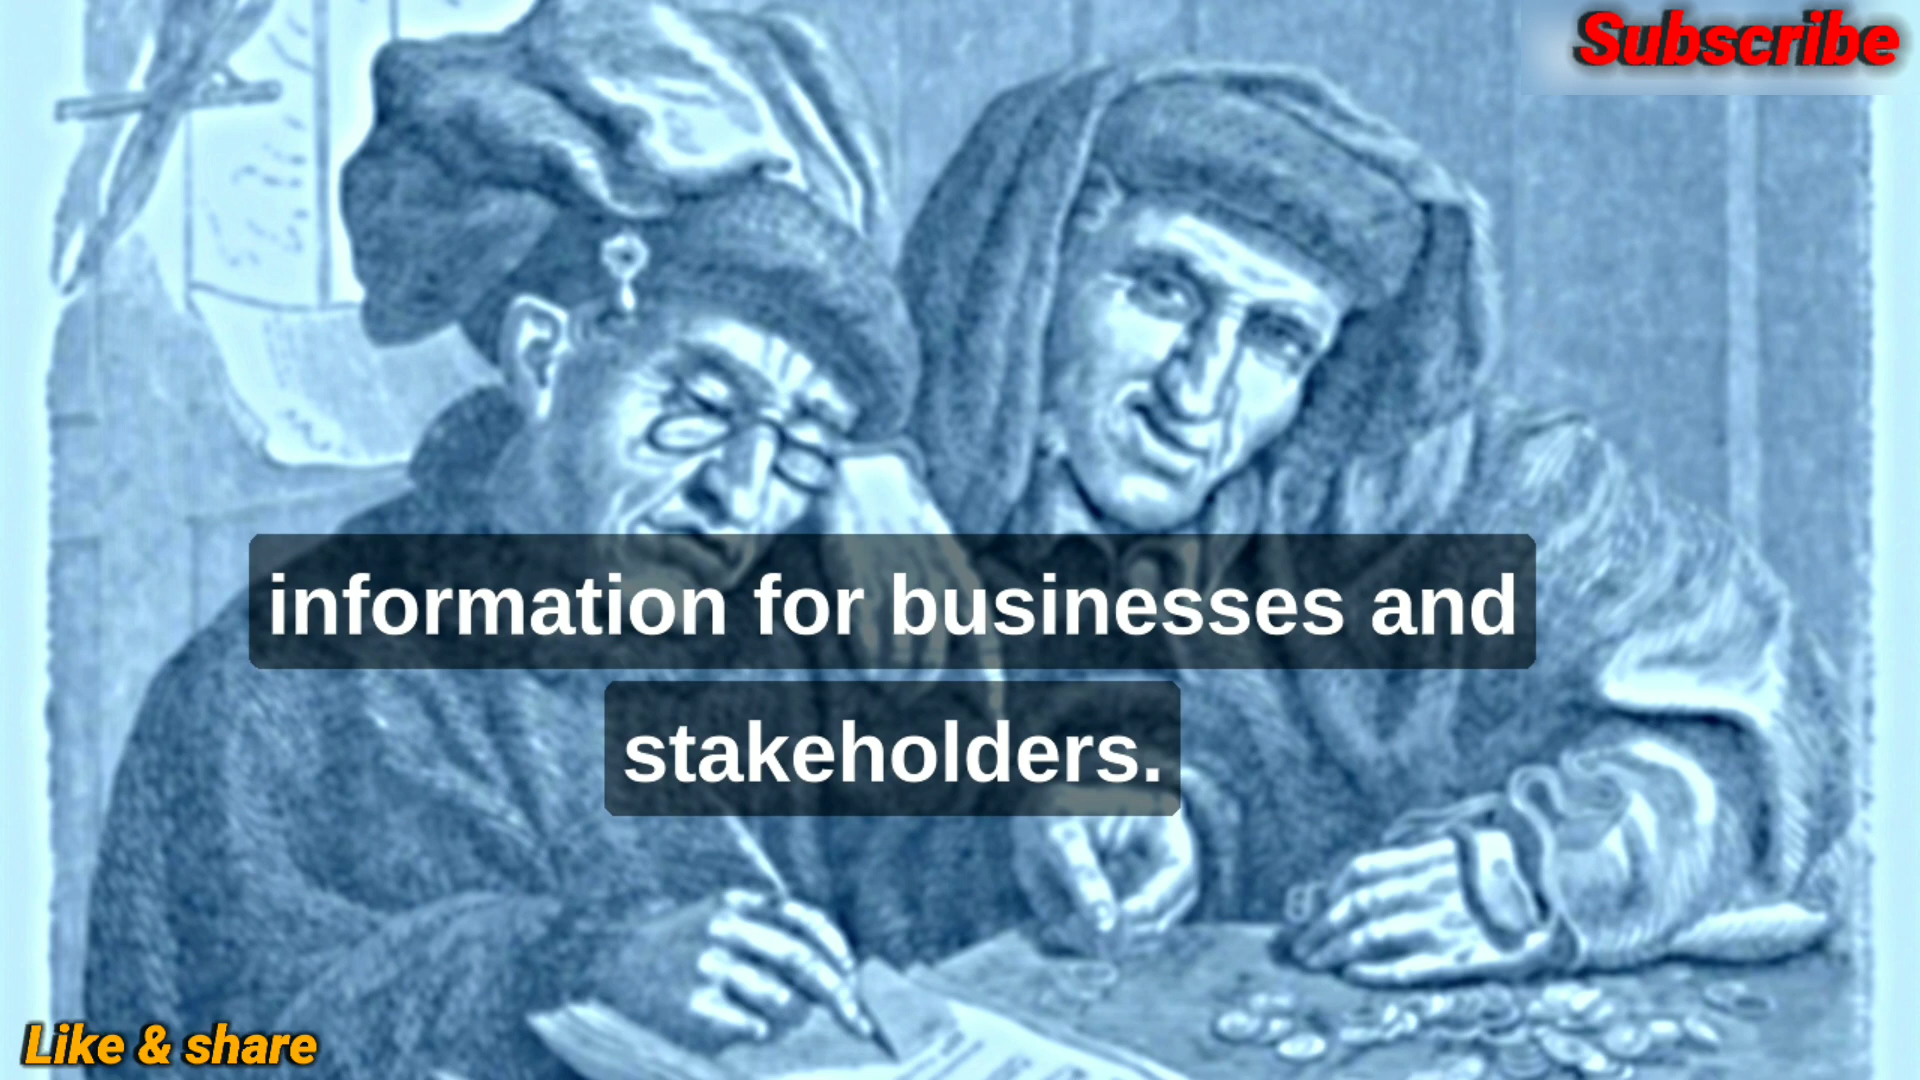 Subscribe
information for businesses and
stakeholders.
Like & share